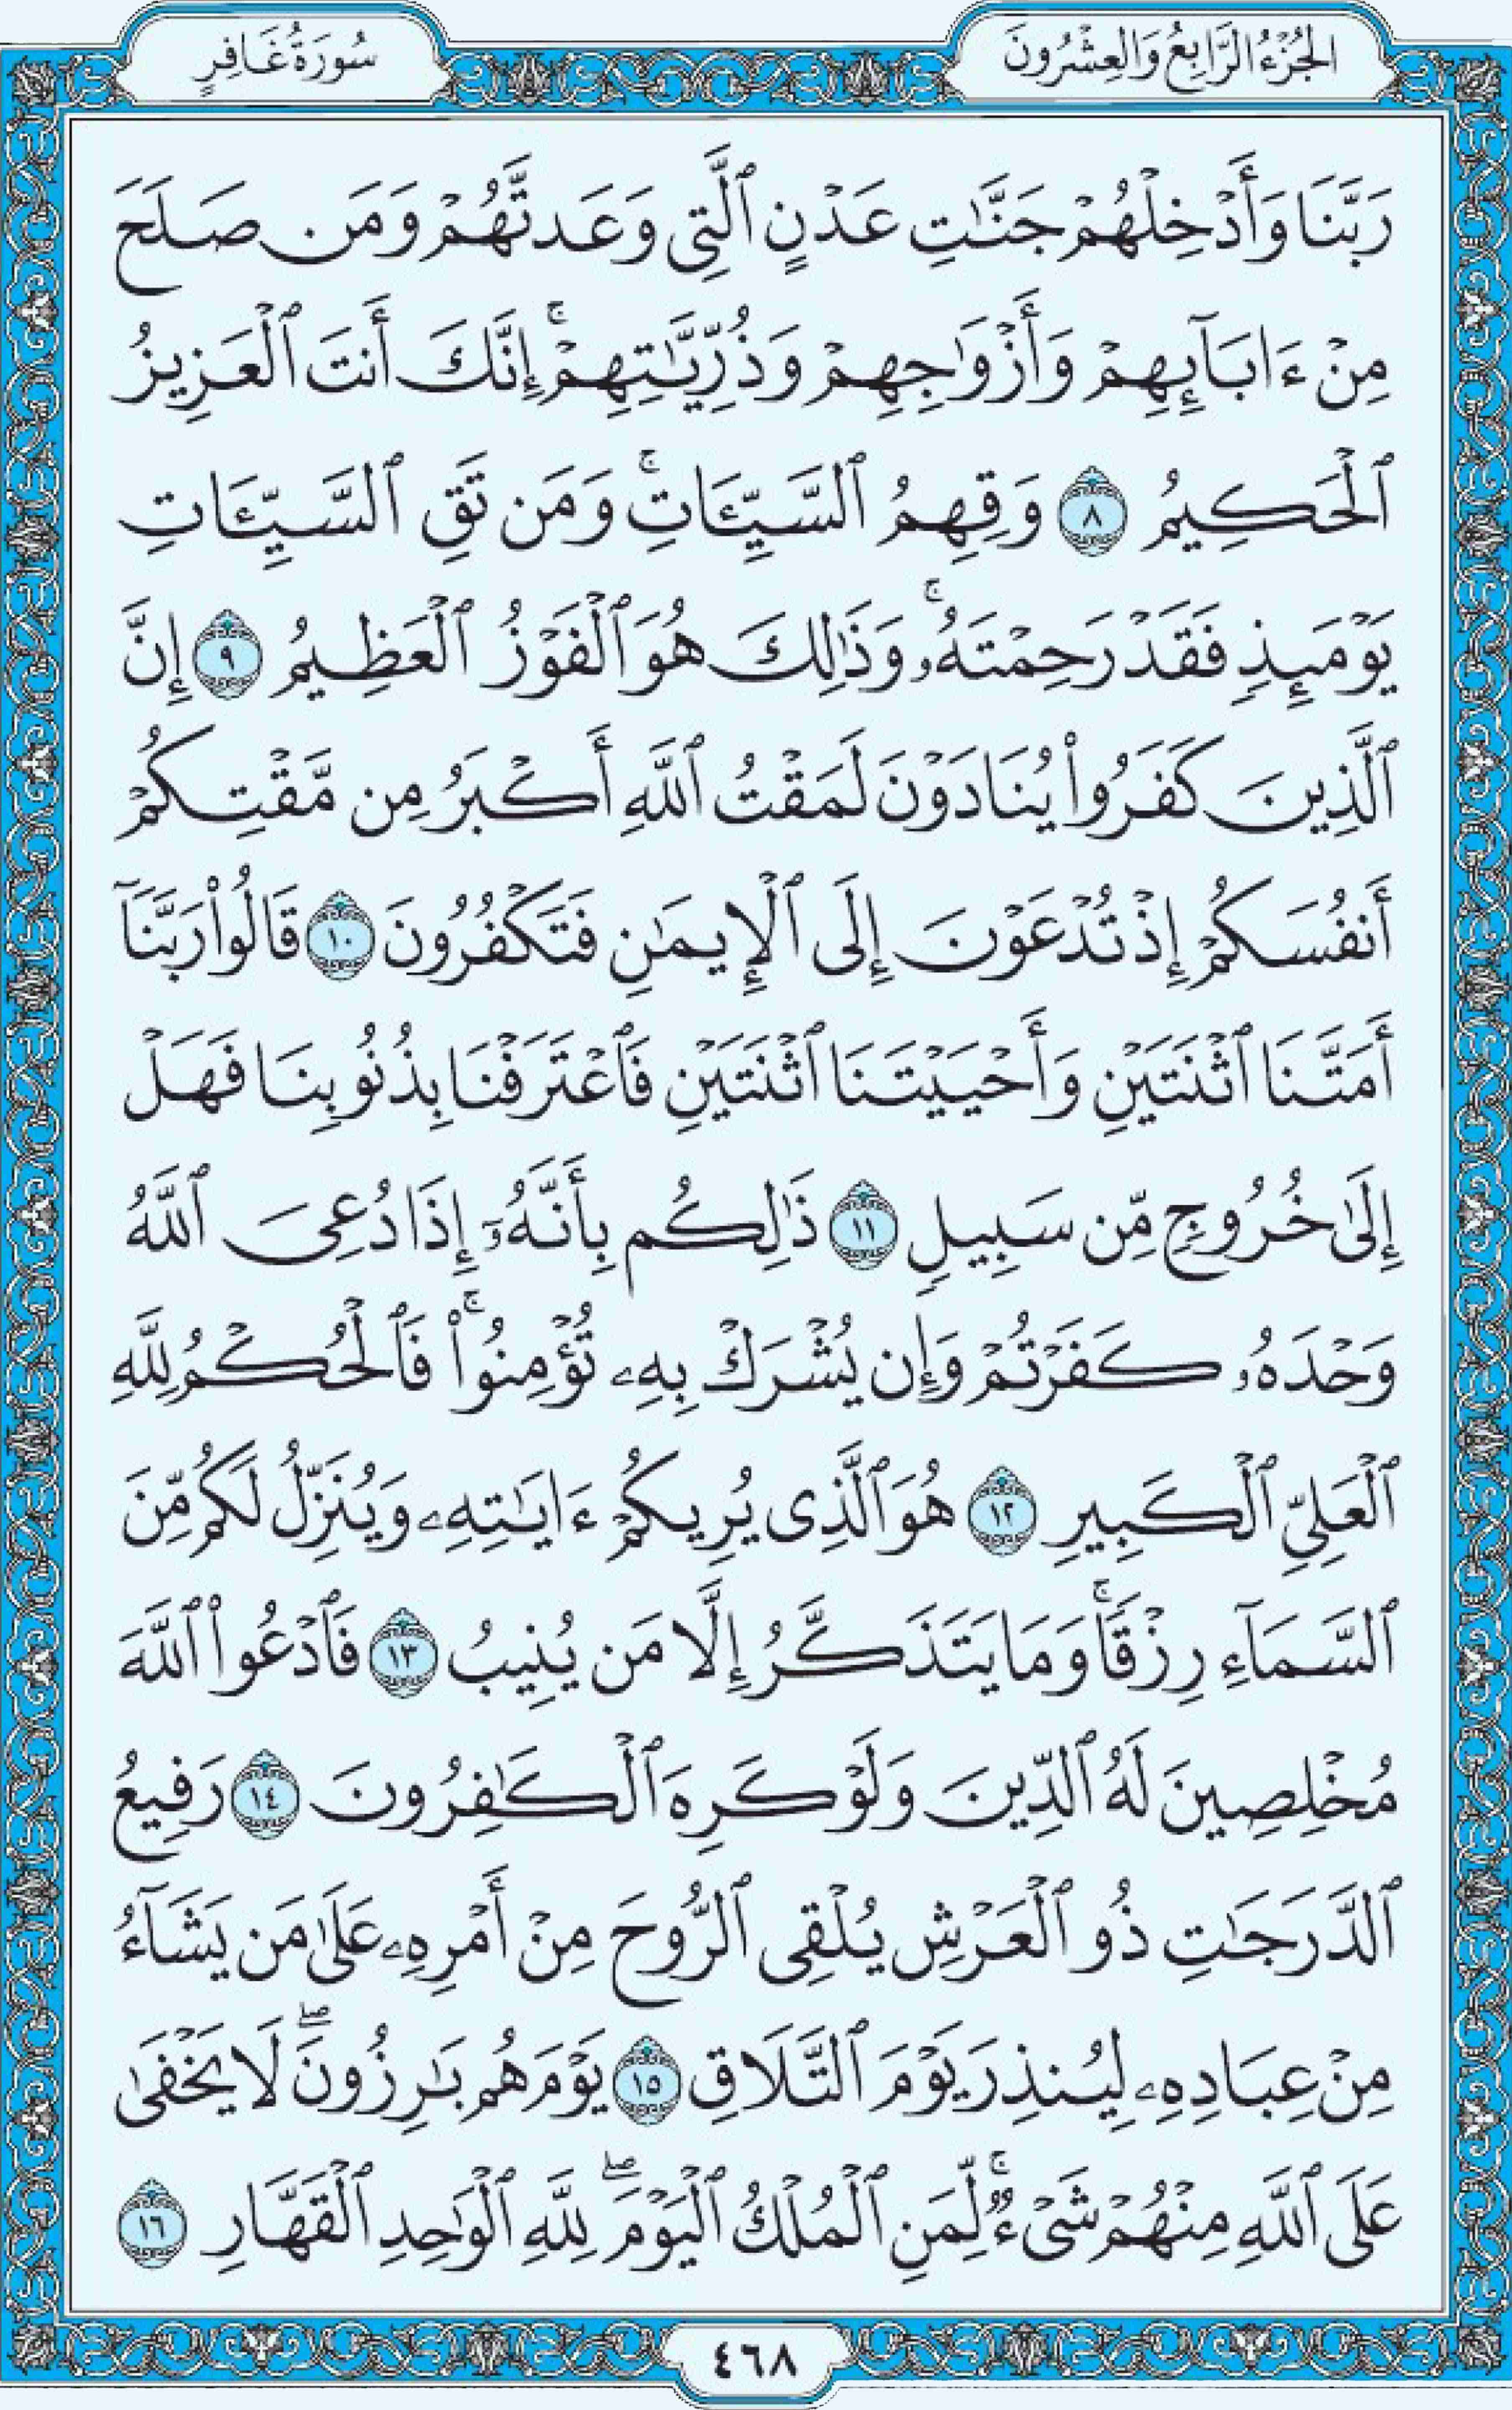 الجُزْءُ الرَّابِعُ وَالعِشْرُونَ
سُورَةُ غَافِرٍ
رَبَّنَا وَأَدْخِلْهُمْ جَنَّٰتِ عَدْنٍ ٱلَّتِى وَعَدتَّهُمْ وَمَن صَلَحَ
مِنْ ءَابَآئِهِمْ وَأَزْوَٰجِهِمْ وَذُرِّيَّٰتِهِمْ ۚ إِنَّكَ أَنتَ ٱلْعَزِيزُ
ٱلْحَكِيمُ ٨ وَقِهِمُ ٱلسَّيِّـَٔاتِ ۚ وَمَن تَقِ ٱلسَّيِّـَٔاتِ
يَوْمَئِذٍ فَقَدْ رَحِمْتَهُۥ ۚ وَذَٰلِكَ هُوَ ٱلْفَوْزُ ٱلْعَظِيمُ ٩ إِنَّ
ٱلَّذِينَ كَفَرُوا۟ يُنَادَوْنَ لَمَقْتُ ٱللَّهِ أَكْبَرُ مِن مَّقْتِكُمْ
أَنفُسَكُمْ إِذْ تُدْعَوْنَ إِلَى ٱلْإِيمَٰنِ فَتَكْفُرُونَ ١٠ قَالُوا۟ رَبَّنَآ
أَمَتَّنَا ٱثْنَتَيْنِ وَأَحْيَيْتَنَا ٱثْنَتَيْنِ فَٱعْتَرَفْنَا بِذُنُوبِنَا فَهَلْ
إِلَىٰ خُرُوجٍ مِّن سَبِيلٍ ١١ ذَٰلِكُم بِأَنَّهُۥٓ إِذَا دُعِىَ ٱللَّهُ
وَحْدَهُۥ كَفَرْتُمْ وَإِن يُشْرَكْ بِهِۦ تُؤْمِنُوا۟ ۚ فَٱلْحُكْمُ لِلَّهِ
ٱلْعَلِىِّ ٱلْكَبِيرِ ١٢ هُوَ ٱلَّذِى يُرِيكُمْ ءَايَٰتِهِۦ وَيُنَزِّلُ لَكُم مِّنَ
ٱلسَّمَآءِ رِزْقًا ۚ وَمَا يَتَذَكَّرُ إِلَّا مَن يُنِيبُ ١٣ فَٱدْعُوا۟ ٱللَّهَ
مُخْلِصِينَ لَهُ ٱلدِّينَ وَلَوْ كَرِهَ ٱلْكَٰفِرُونَ ١٤ رَفِيعُ
ٱلدَّرَجَٰتِ ذُو ٱلْعَرْشِ يُلْقِى ٱلرُّوحَ مِنْ أَمْرِهِۦ عَلَىٰ مَن يَشَآءُ
مِنْ عِبَادِهِۦ لِيُنذِرَ يَوْمَ ٱلتَّلَاقِ ١٥ يَوْمَ هُم بَٰرِزُونَ ۖ لَا يَخْفَىٰ
عَلَى ٱللَّهِ مِنْهُمْ شَىْءٌ ۚ لِّمَنِ ٱلْمُلْكُ ٱلْيَوْمَ ۖ لِلَّهِ ٱلْوَٰحِدِ ٱلْقَهَّارِ ١٦
٤٦٨